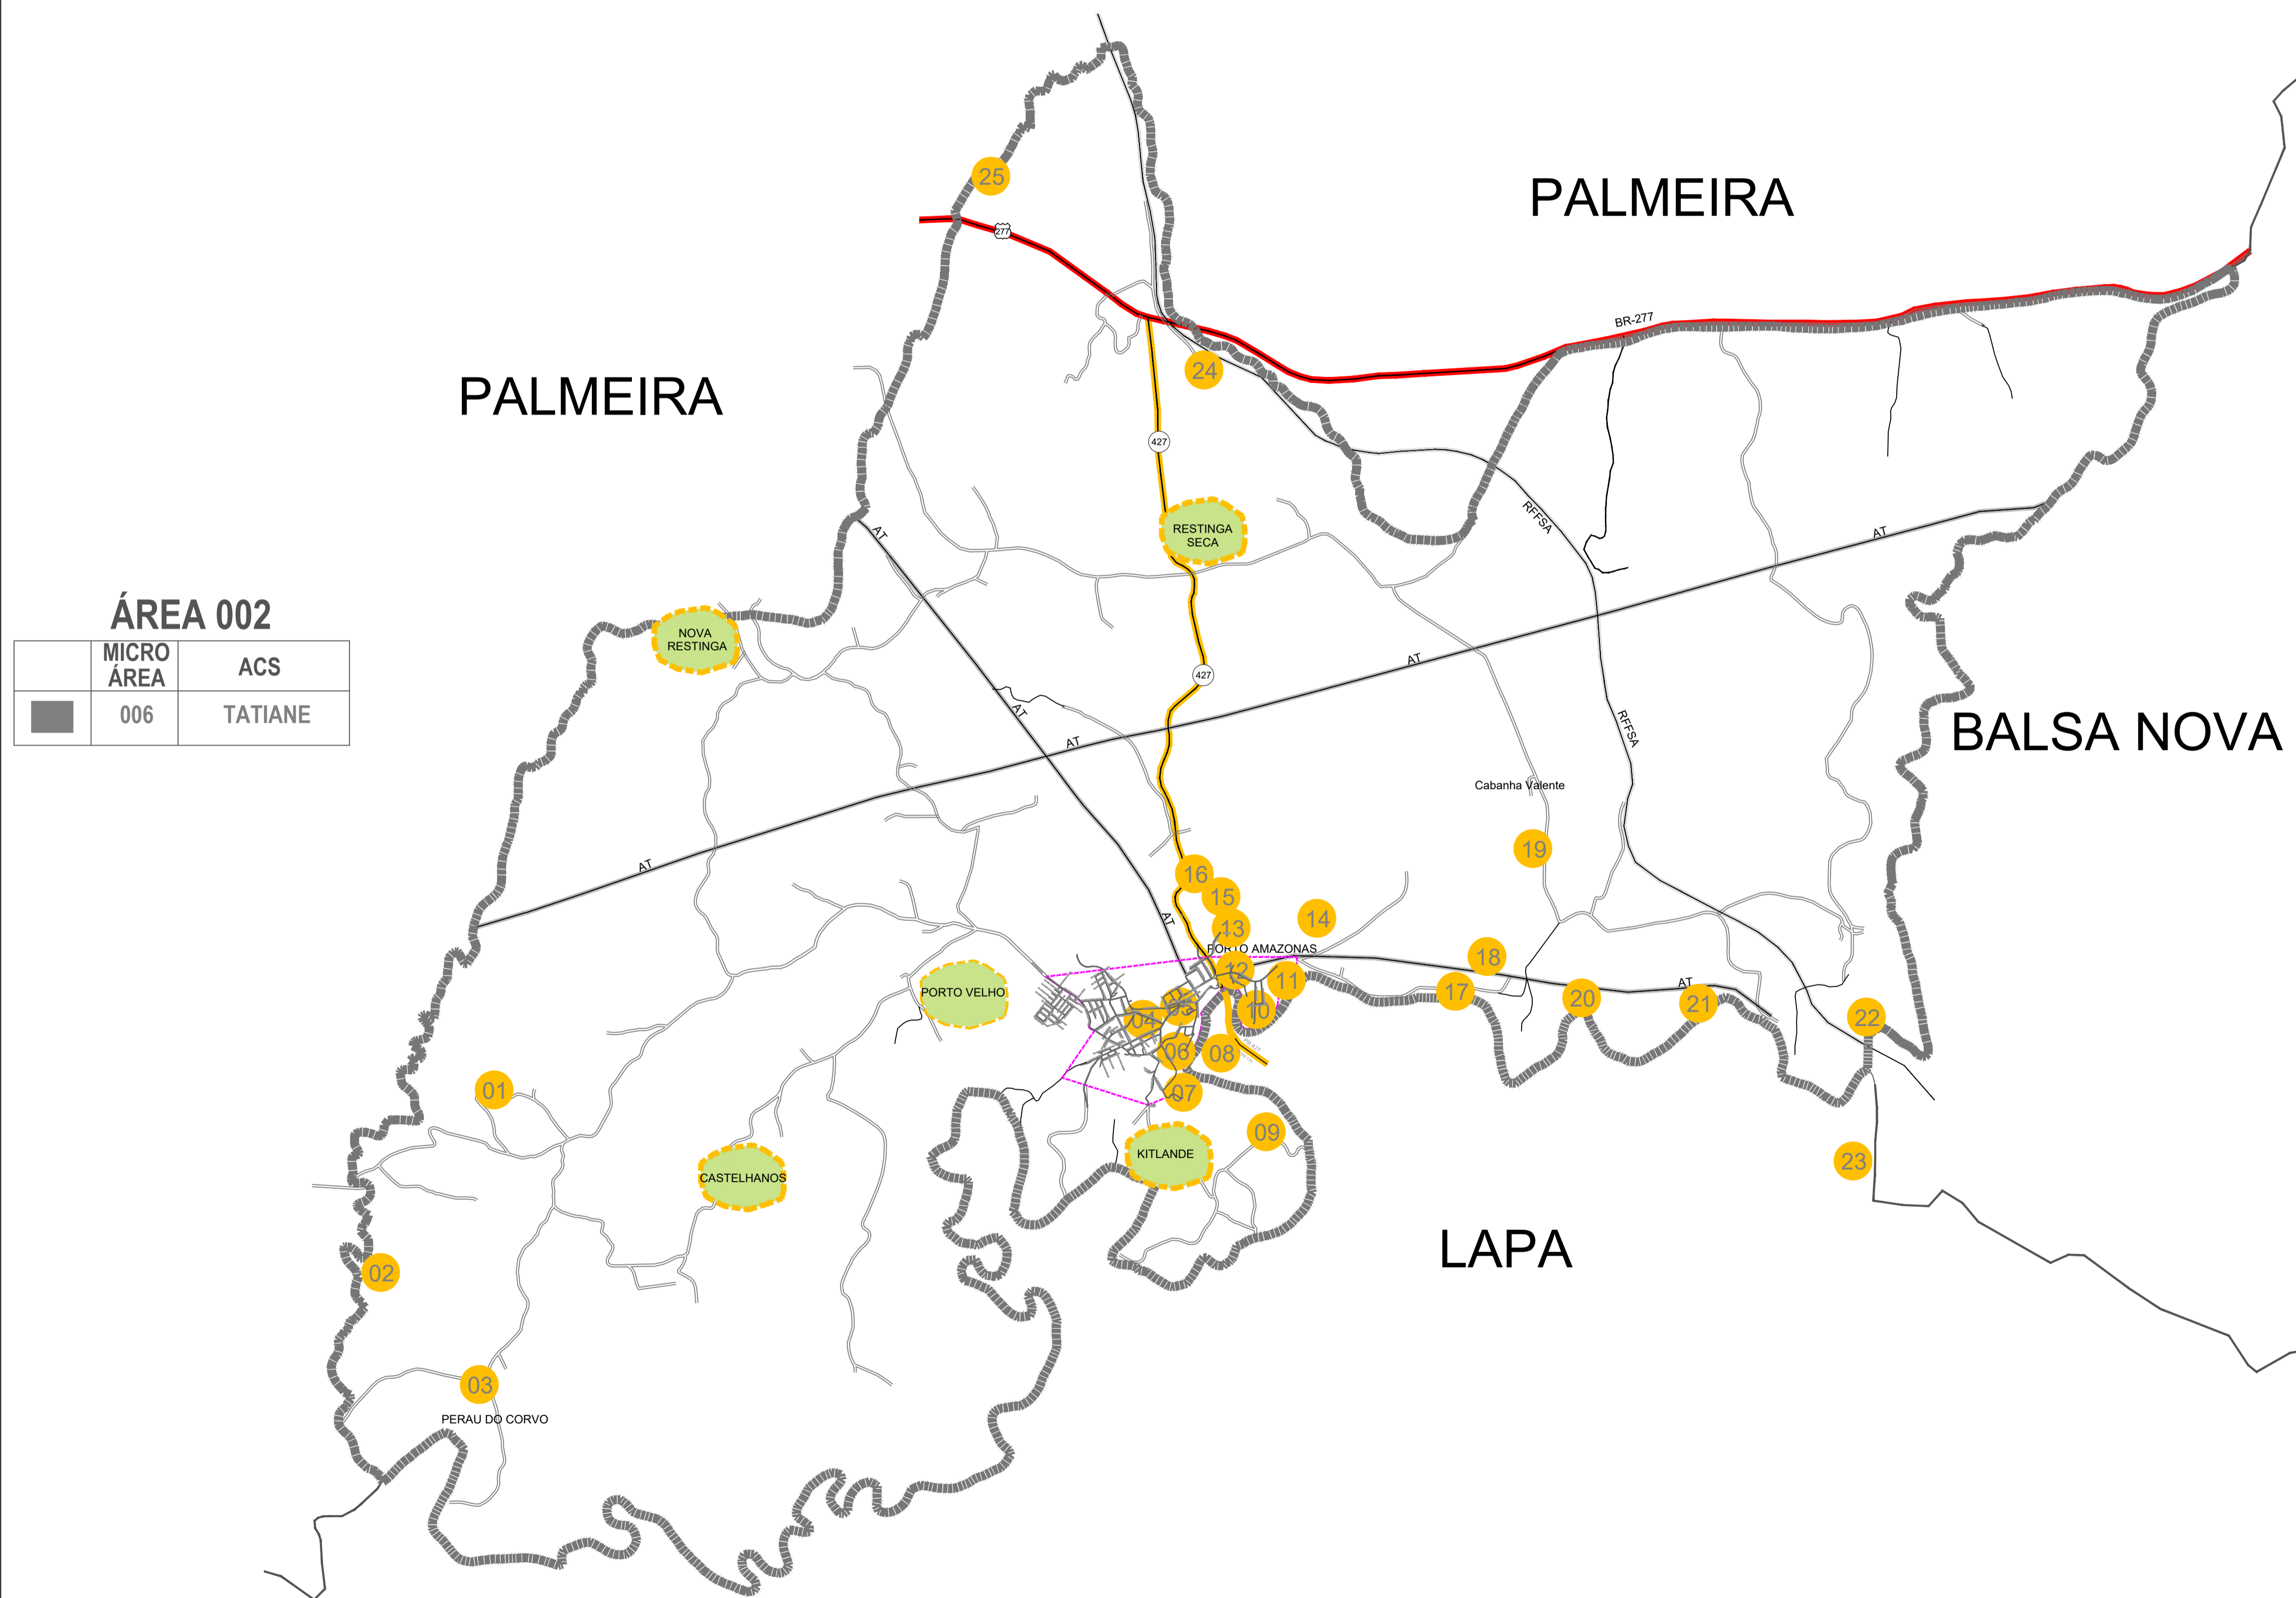 25
PALMEIRA
277
BR-277
24
PALMEIRA
427
RESTINGA
SECA
RFFSA
AT
AT
ÁREA 002
MICRO
ÁREA
ACS
006
TATIANE
NOVA
RESTINGA
AT
427
AT
AT
RFFSA
BALSA NOVA
Cabanha Valente
19
AT
16
15
13
14
AT
PORTO AMAZONAS
12
18
11
17
AT
20
21
PORTO VELHO
04
05
10
22
06
08
01
07
09
KITLANDE
23
CASTELHANOS
LAPA
02
03
PERAU DO CORVO